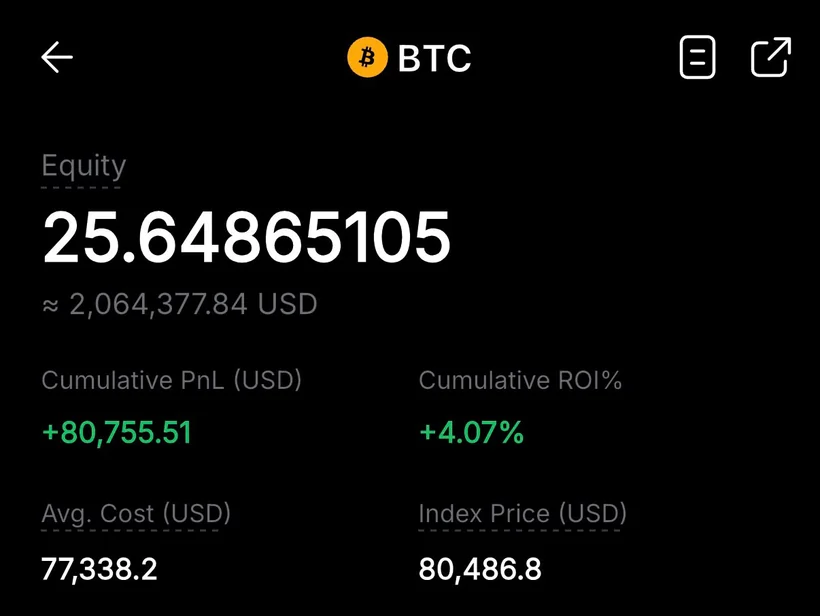 BTC
Equity
25.64865105
≈ 2,064,377.84 USD
Cumulative PnL (USD) Cumulative ROI%
+80,755.51 +4.07%
Avg. Cost (USD) Index Price (USD)
77,338.2 80,486.8